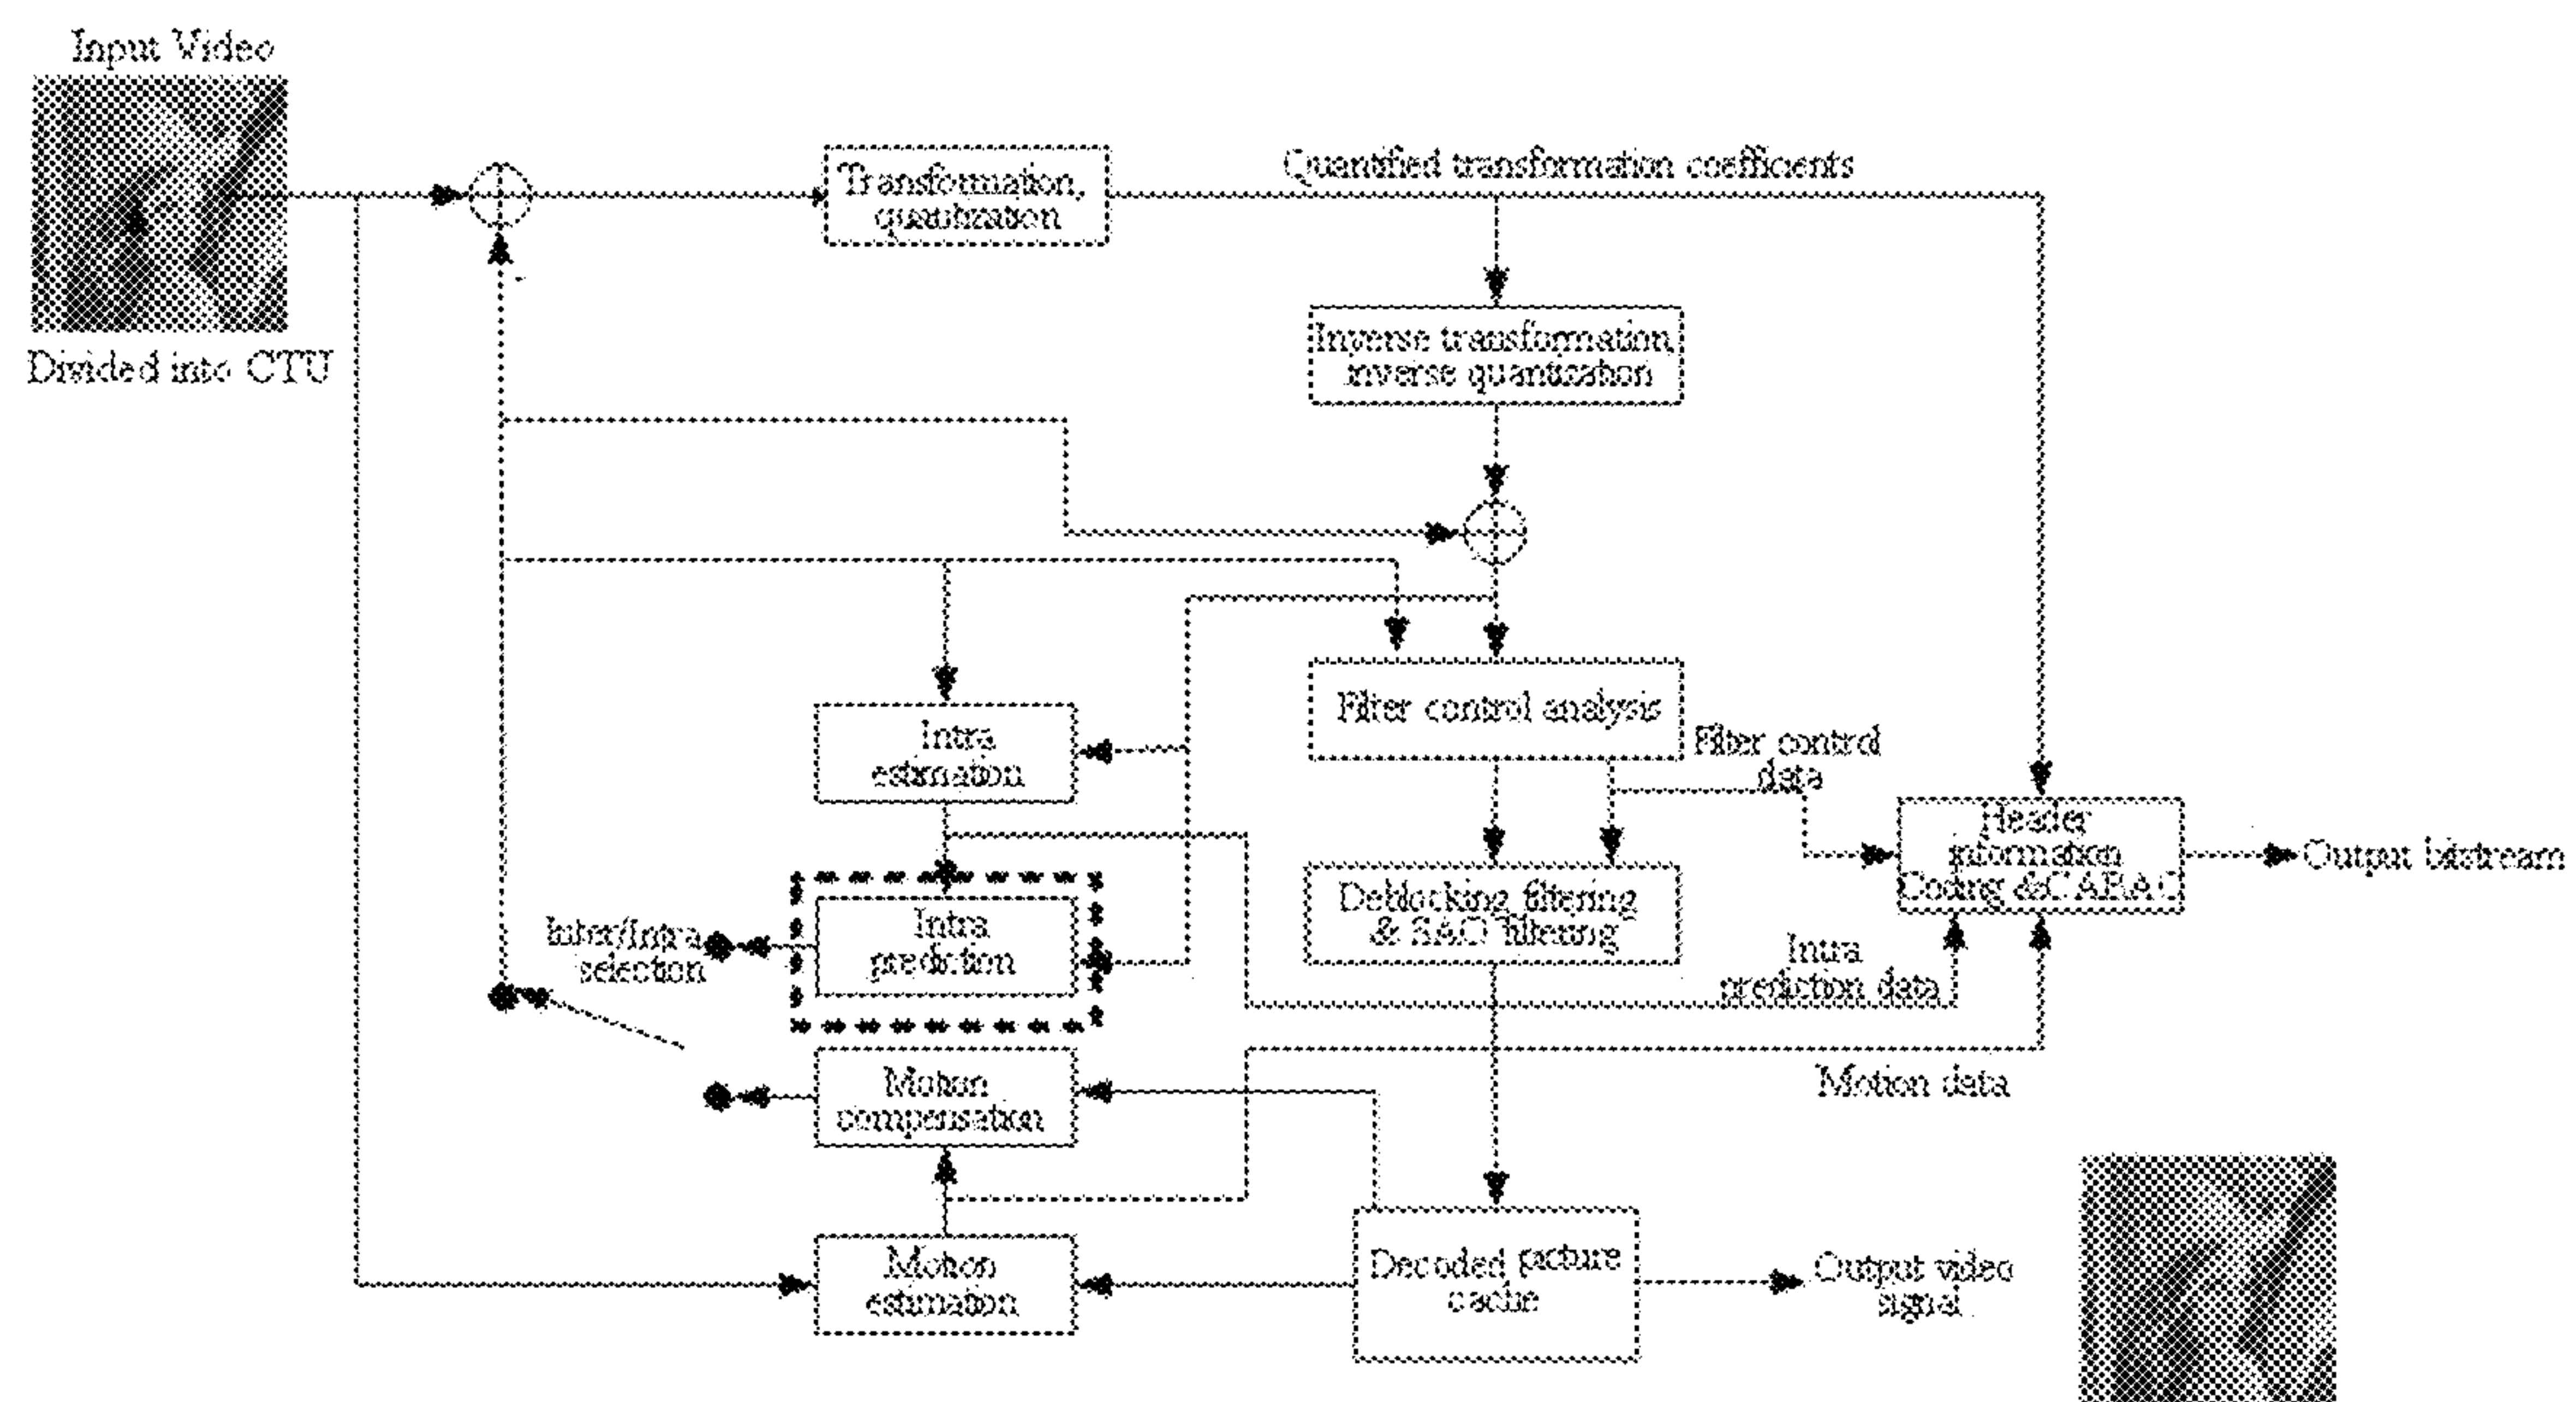 Input Video
Divided into CTU
Transformation,
quantization
Quantified transformation coefficients
Inverse transformation,
inverse quantization
Filter control analysis
Filter control
data
Intra
estimation
Header
information
Coding &CABAC
Output bitstream
Deblocking filtering
& SAO filtering
Inter/Intra
selection
Intra
prediction
Intra
prediction data
Motion
compensation
Motion data
Motion
estimation
Decoded picture
cache
Output video
signal